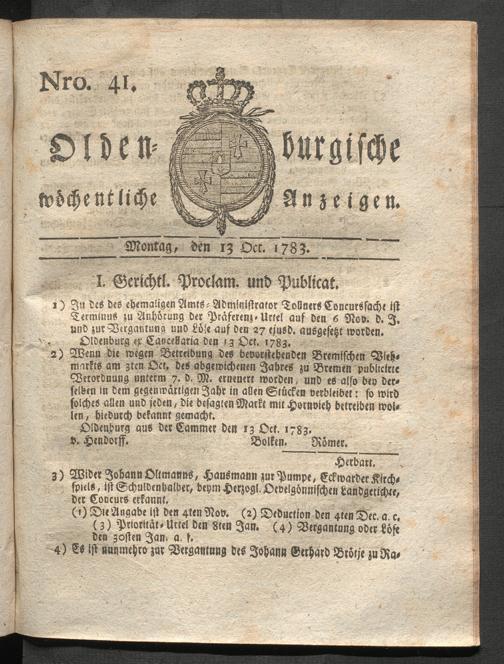 Nro. 41.
Olden- burgische
wöchentliche Anzeigen.
Montag, den 13 Oct. 1783.
I. Gerichtl. Proclam. und Publicat.
1) In des des ehemaligen Amts-Administrator Tollners Concurssache ist
Terminus zu Anhörung der Präferenz-Urtel auf den 6 Nov. d. J.
und zur Vergantung und Löse auf den 27 ejusd. ausgesetzt worden.
Oldenburg ex Cancellaria den 13 Oct. 1783.
2) Wenn die wegen Betreibung des bevorstehenden Bremischen Vieh-
markts am 3ten Oct. des abgewichenen Jahres zu Bremen publicirte
Verordnung unterm 7. d. M. erneuert worden, und es also bey der-
selben in dem gegenwärtigen Jahr in allen Stücken verbleibet: so wird
solches allen und jeden, die besagten Markt mit Hornvieh betreiben wol-
len, hiedurch bekannt gemacht.
Oldenburg aus der Cammer den 13 Oct. 1783.
v. Hendorff. Bolken. Römer.
Herbart.
3) Wider Johann Oltmanns, Hausmann zur Pumpe, Eckwarder Kirch-
spiels, ist Schuldenhalber, beym Herzogl. Ovelgönnischen Landgerichte,
der Concurs erkannt.
(1) Die Angabe ist den 4ten Nov. (2) Deduction den 4ten Dec. a. c.
(3) Priorität-Urtel den 8ten Jan. (4) Vergantung oder Löse
den 30sten Jan. a. f.
4) Es ist nunmehro zur Vergantung des Johann Gerhard Brötje zu Ra-